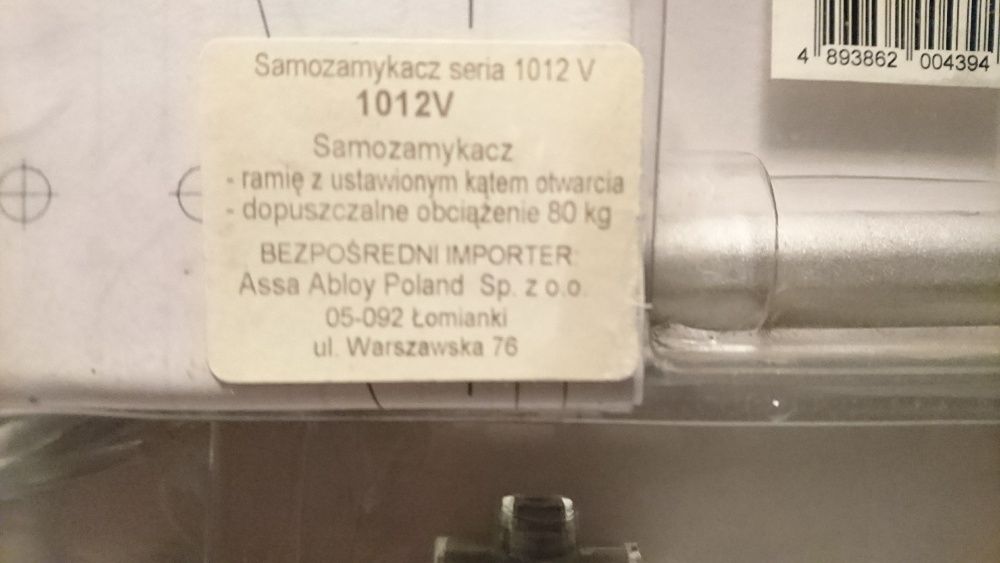 Samozamykacz seria 1012 V
1012V
Samozamykacz
- ramię z ustawionym kątem otwarcia
- dopuszczalne obciążenie 80 kg
BEZPOŚREDNI IMPORTER:
Assa Abloy Poland Sp. z o.o.
05-092 Łomianki
ul. Warszawska 76
4 893862 004394